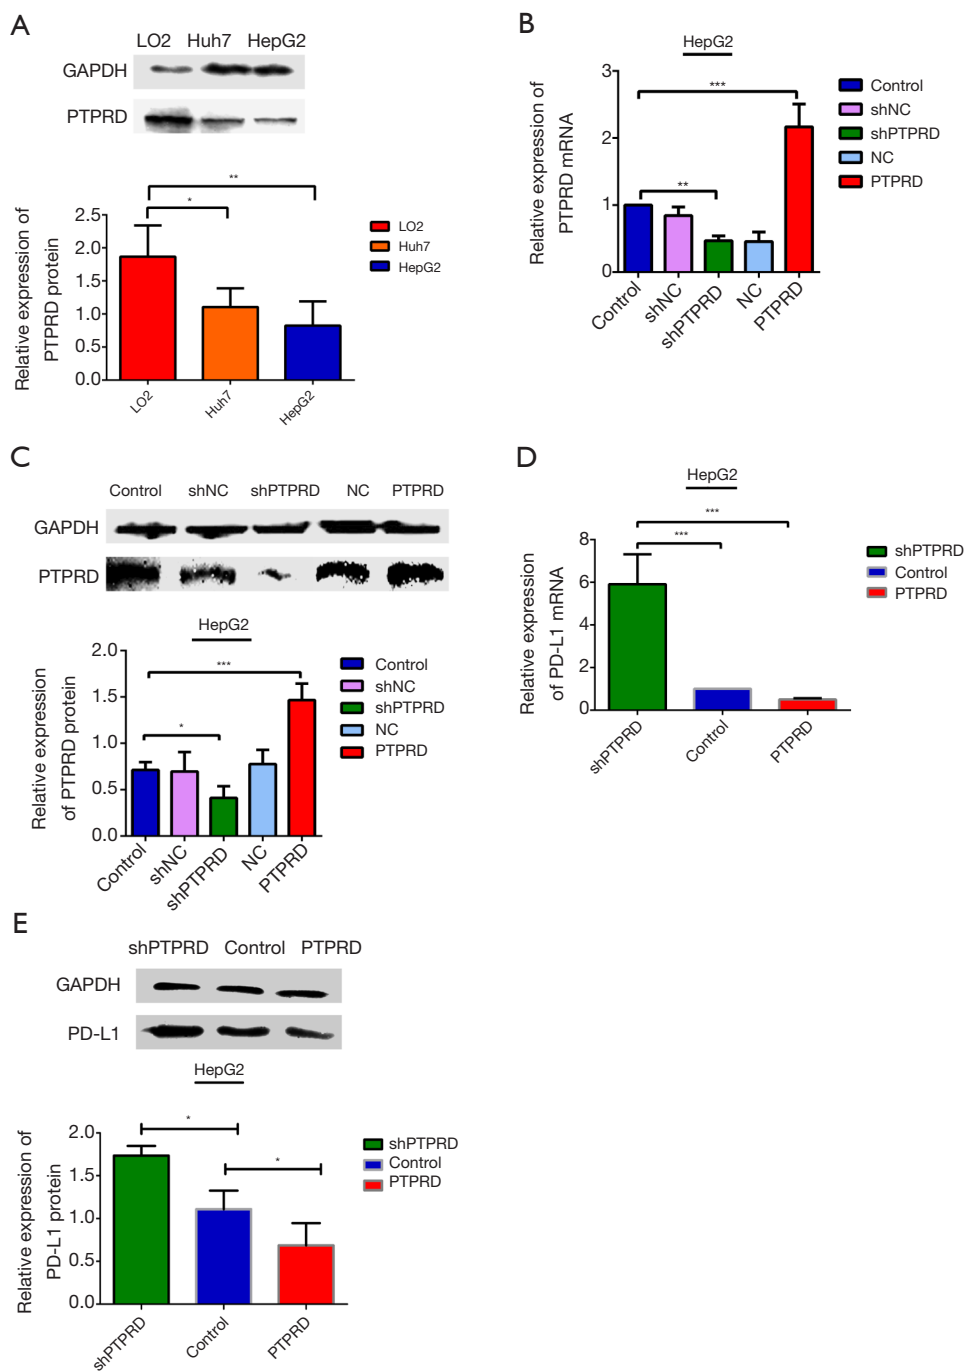 A
LO2 Huh7 HepG2
GAPDH
PTPRD
Relative expression of
PTPRD protein
2.5
2.0
1.5
1.0
0.5
0.0
**
*
LO2
Huh7
HepG2
LO2
Huh7
HepG2
B
HepG2
Relative expression of
PTPRD mRNA
3
2
1
0
***
**
Control
shNC
shPTPRD
NC
PTPRD
Control
shNC
shPTPRD
NC
PTPRD
C
Control shNC shPTPRD NC PTPRD
GAPDH
PTPRD
HepG2
Relative expression
of PTPRD protein
2.0
1.5
1.0
0.5
0.0
***
*
Control
shNC
shPTPRD
NC
PTPRD
Control
shNC
shPTPRD
NC
PTPRD
D
HepG2
Relative expression
of PD-L1 mRNA
8
6
4
2
0
***
***
shPTPRD
Control
PTPRD
shPTPRD
Control
PTPRD
E
shPTPRD Control PTPRD
GAPDH
PD-L1
HepG2
Relative expression of
PD-L1 protein
2.0
1.5
1.0
0.5
0.0
*
*
shPTPRD
Control
PTPRD
shPTPRD
Control
PTPRD